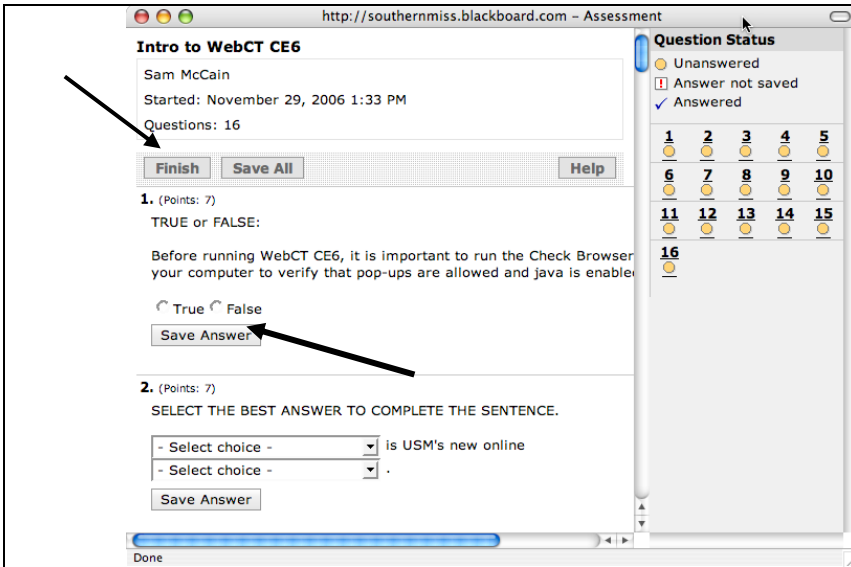 http://southernmiss.blackboard.com – Assessment
Intro to WebCT CE6
Sam McCain
Started: November 29, 2006 1:33 PM
Questions: 16
Finish Save All Help
1. (Points: 7)
TRUE or FALSE:
Before running WebCT CE6, it is important to run the Check Browser
your computer to verify that pop-ups are allowed and java is enable
True False
Save Answer
2. (Points: 7)
SELECT THE BEST ANSWER TO COMPLETE THE SENTENCE.
- Select choice - is USM's new online
- Select choice - .
Save Answer
Done
Question Status
Unanswered
! Answer not saved
✓ Answered
1 2 3 4 5
6 7 8 9 10
11 12 13 14 15
16